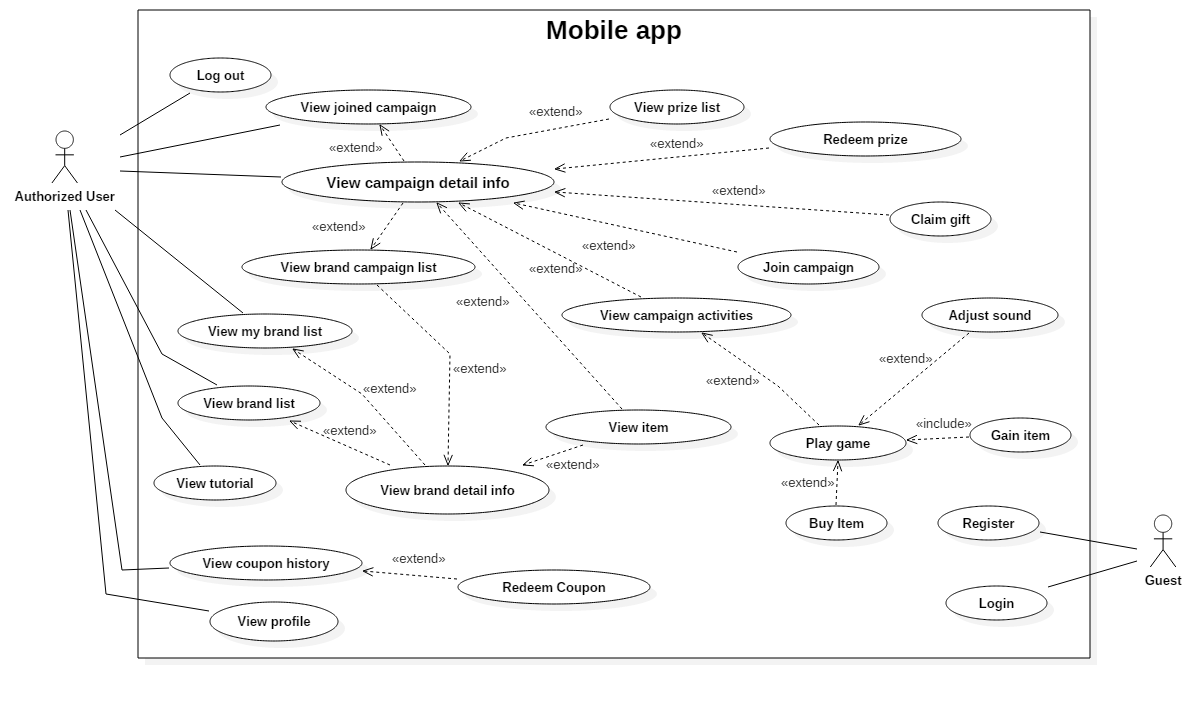 Mobile app
Log out
View joined campaign
«extend»
View prize list
«extend»
Redeem prize
«extend»
View campaign detail info
«extend»
Authorized User
«extend»
Claim gift
«extend»
«extend»
View brand campaign list
«extend»
Join campaign
«extend»
View campaign activities
Adjust sound
View my brand list
«extend»
«extend»
«extend»
«extend»
View brand list
«extend»
View item
«include»
Gain item
Play game
«extend»
View tutorial
View brand detail info
«extend»
Buy Item
Register
View coupon history
«extend»
Redeem Coupon
Guest
Login
View profile